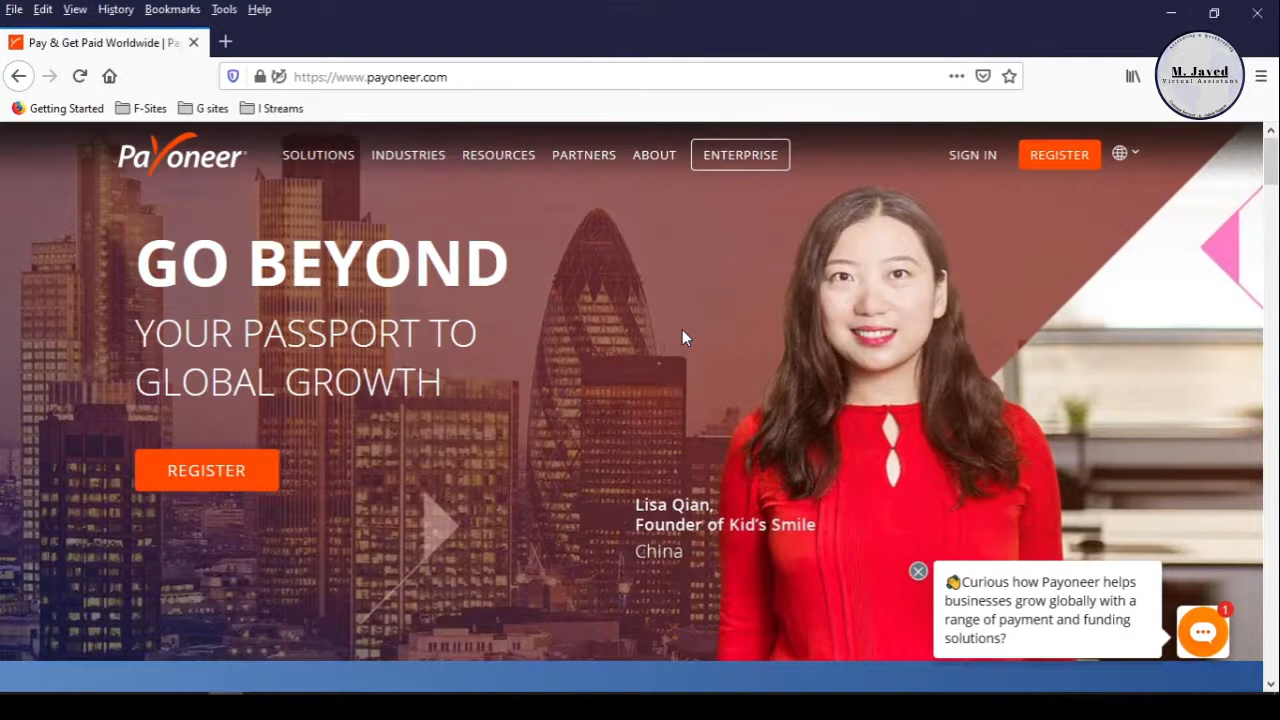 File Edit View History Bookmarks Tools Help
Pay & Get Paid Worldwide | Pa
https://www.payoneer.com
M. Javed
Virtual Assistant
Getting Started F-Sites G sites I Streams
Payoneer
SOLUTIONS INDUSTRIES RESOURCES PARTNERS ABOUT ENTERPRISE SIGN IN REGISTER
GO BEYOND
YOUR PASSPORT TO
GLOBAL GROWTH
REGISTER
Lisa Qian,
Founder of Kid's Smile
China
Curious how Payoneer helps
businesses grow globally with a
range of payment and funding
solutions?
1